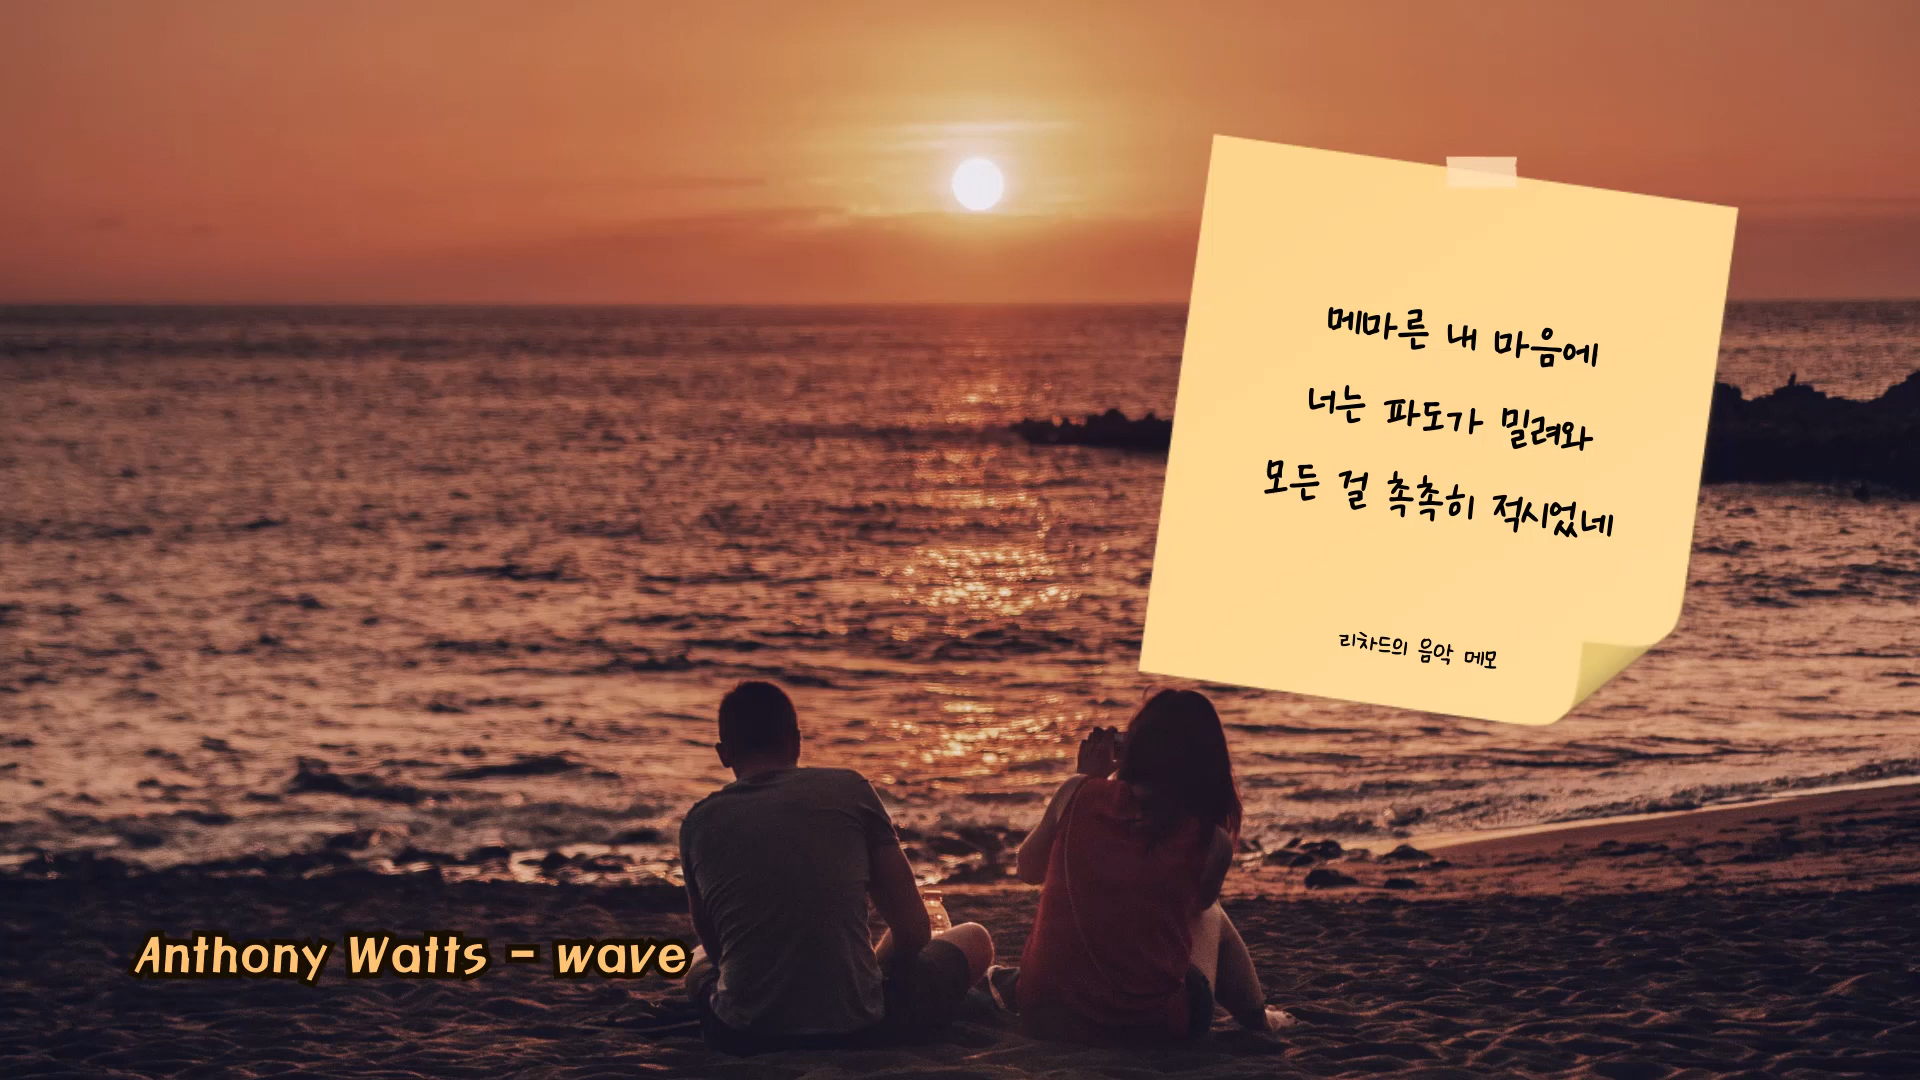 메마른 내 마음에
너는 파도가 밀려와
모든 걸 촉촉히 적시었네
리차드의 음악 메모
Anthony Watts - wave